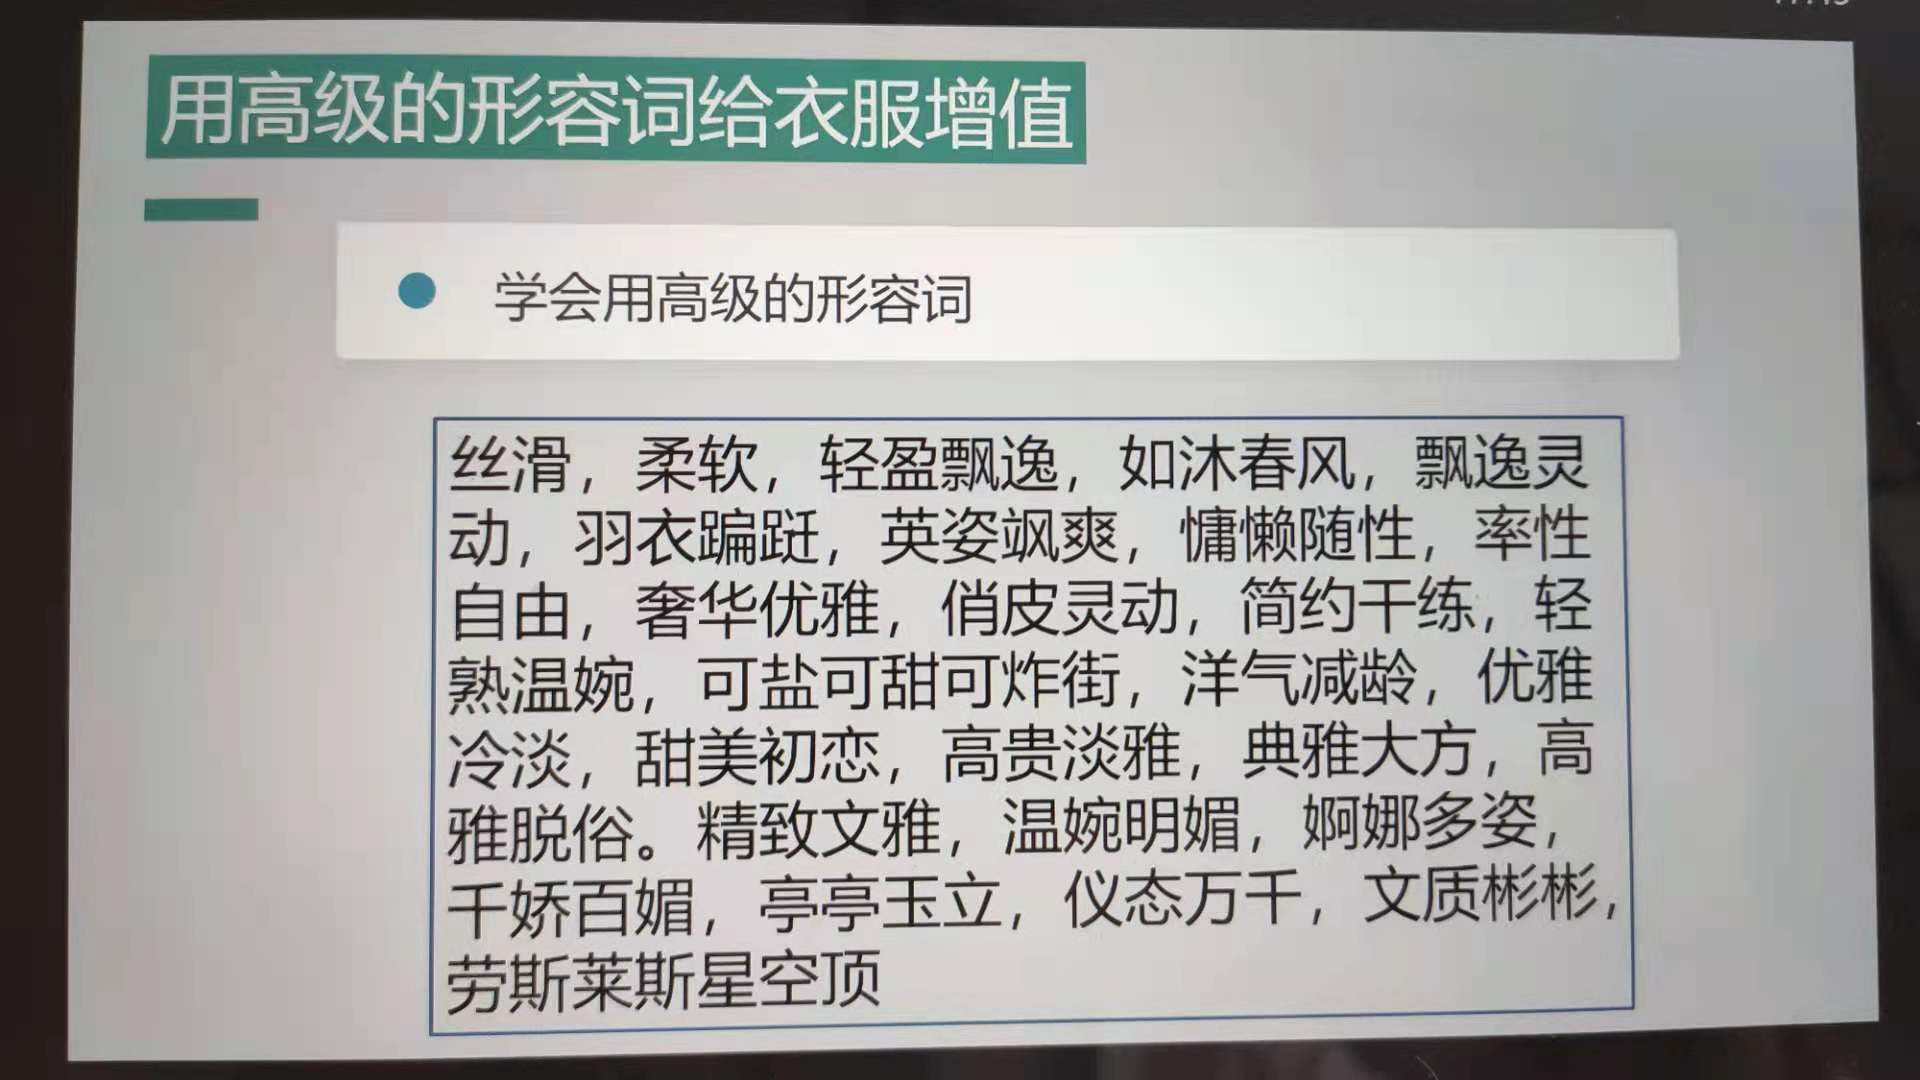 用高级的形容词给衣服增值
学会用高级的形容词
丝滑，柔软，轻盈飘逸，如沐春风，飘逸灵
动，羽衣蹁跹，英姿飒爽，慵懒随性，率性
自由，奢华优雅，俏皮灵动，简约干练，轻
熟温婉，可盐可甜可炸街，洋气减龄，优雅
冷淡，甜美初恋，高贵淡雅，典雅大方，高
雅脱俗。精致文雅，温婉明媚，婀娜多姿，
千娇百媚，亭亭玉立，仪态万千，文质彬彬，
劳斯莱斯星空顶